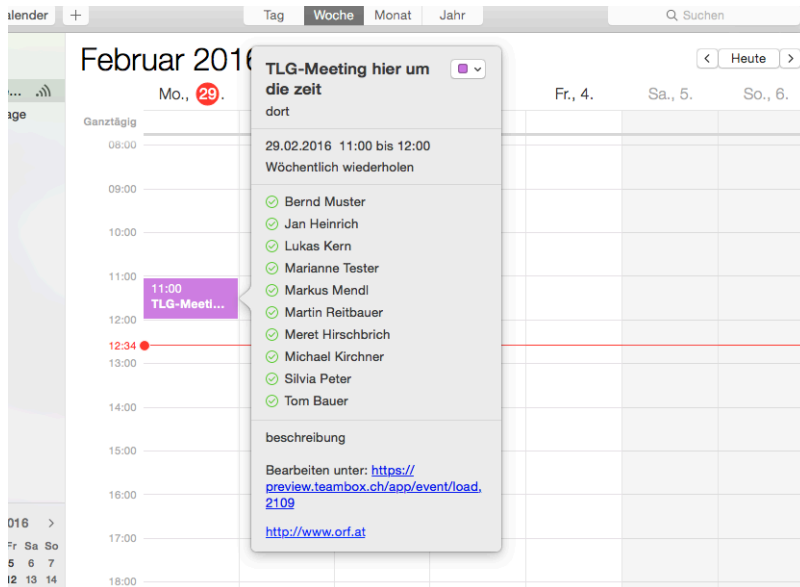 alender +
Tag Woche Monat Jahr
Suchen
Februar 201
< Heute >
...
age
Mo., 29.
Fr., 4.
Sa., 5.
So., 6.
Ganztägig
08:00
09:00
10:00
11:00
12:00
12:34
13:00
14:00
15:00
16:00
17:00
18:00
11:00
TLG-Meeti...
TLG-Meeting hier um
die zeit
dort
29.02.2016 11:00 bis 12:00
Wöchentlich wiederholen
Bernd Muster
Jan Heinrich
Lukas Kern
Marianne Tester
Markus Mendl
Martin Reitbauer
Meret Hirschbrich
Michael Kirchner
Silvia Peter
Tom Bauer
beschreibung
Bearbeiten unter: https://
preview.teambox.ch/app/event/load,
2109
http://www.orf.at
016 >
Fr Sa So
5 6 7
12 13 14